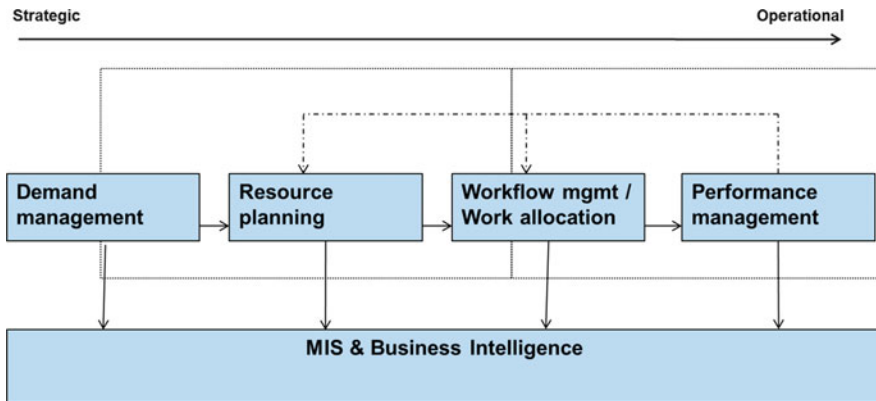 Strategic
Operational
Demand
management
Resource
planning
Workflow mgmt /
Work allocation
Performance
management
MIS & Business Intelligence